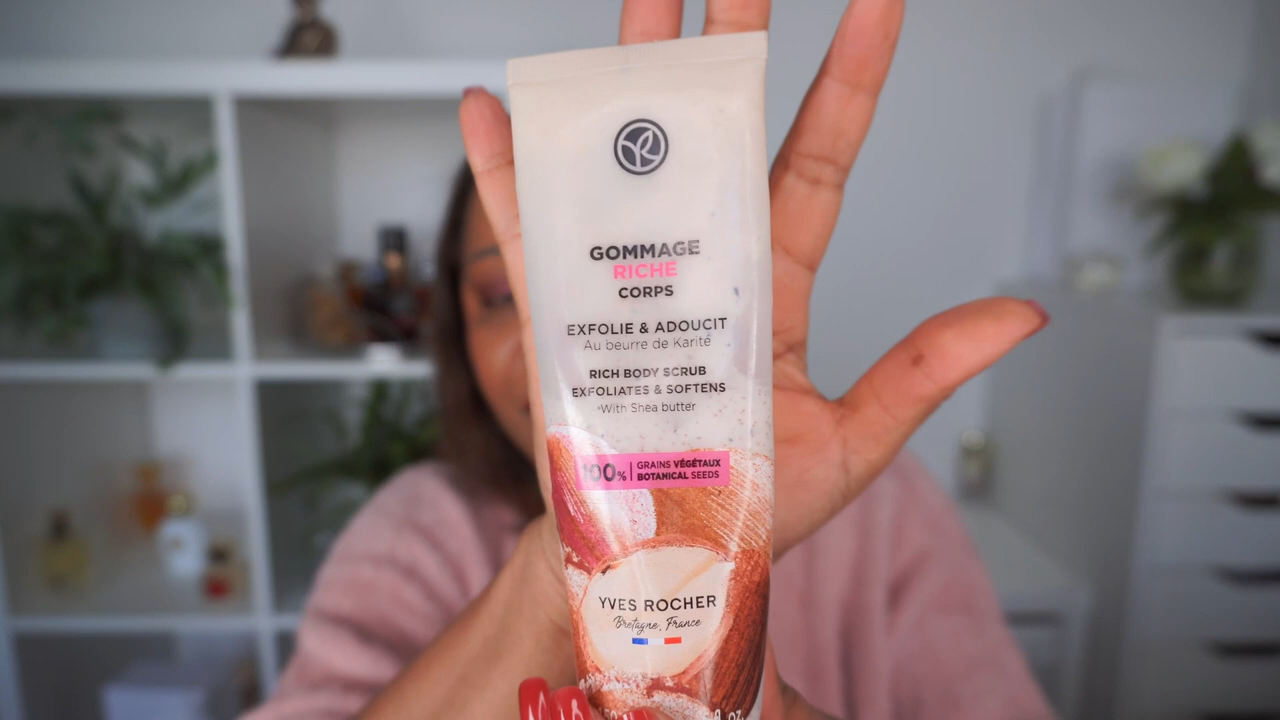 GOMMAGE
RICHE
CORPS
EXFOLIE & ADOUCIT
Au beurre de Karité
RICH BODY SCRUB
EXFOLIATES & SOFTENS
With Shea butter
100% GRAINS VÉGÉTAUX
BOTANICAL SEEDS
YVES ROCHER
Bretagne, France